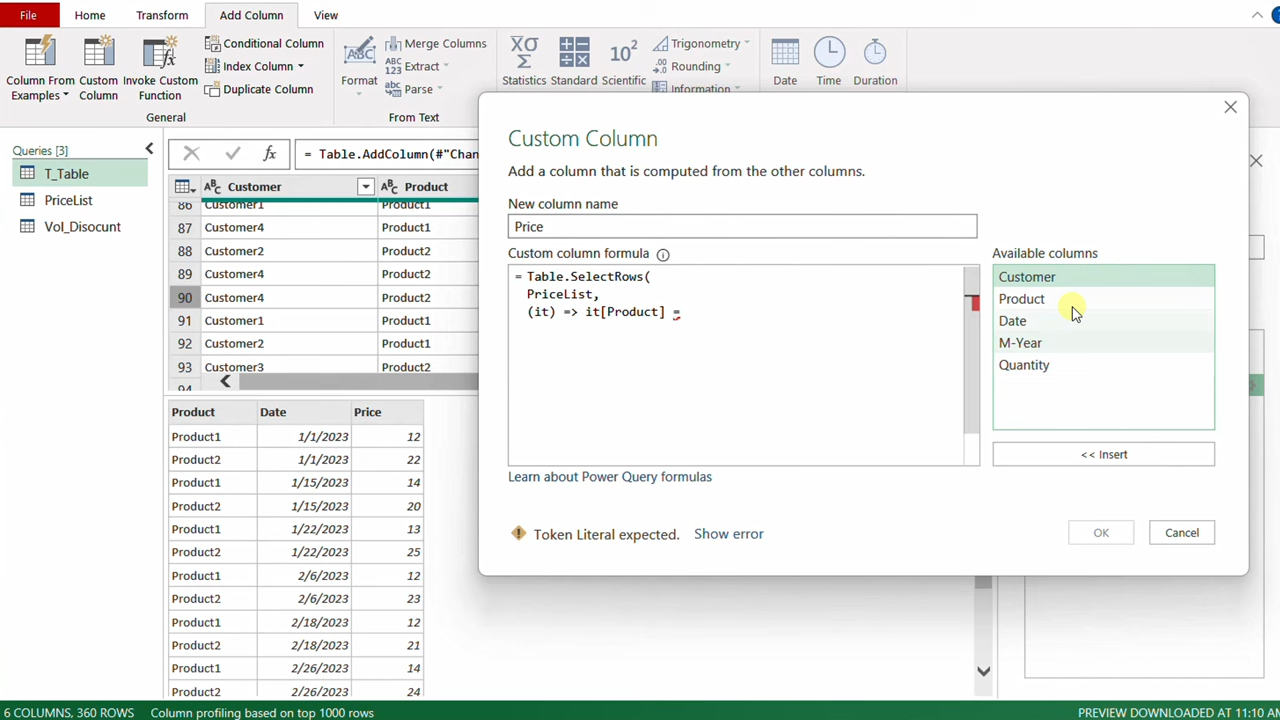 File Home Transform Add Column View
Column From Examples
Custom Column
Invoke Custom Function
Conditional Column
Index Column
Duplicate Column
General
Format
Merge Columns
Extract
Parse
From Text
Statistics
Standard
Scientific
Trigonometry
Rounding
Information
Date
Time
Duration
Queries [3]
T_Table
PriceList
Vol_Disocunt
= Table.AddColumn(#"Chan
Customer Product
86 Customer1 Product1
87 Customer4 Product1
88 Customer2 Product2
89 Customer4 Product2
90 Customer4 Product2
91 Customer1 Product1
92 Customer4 Product1
93 Customer3 Product2
94
Product Date Price
Product1 1/1/2023 12
Product2 1/1/2023 22
Product1 1/15/2023 14
Product2 1/15/2023 20
Product1 1/22/2023 13
Product2 1/22/2023 25
Product1 2/6/2023 12
Product2 2/6/2023 23
Product1 2/18/2023 12
Product2 2/18/2023 21
Product1 2/26/2023 14
Product2 2/26/2023 24
Custom Column
Add a column that is computed from the other columns.
New column name
Price
Custom column formula
= Table.SelectRows(
PriceList,
(it) => it[Product] =
Available columns
Customer
Product
Date
M-Year
Quantity
<< Insert
Learn about Power Query formulas
Token Literal expected. Show error
OK
Cancel
6 COLUMNS, 360 ROWS Column profiling based on top 1000 rows
PREVIEW DOWNLOADED AT 11:10 AM